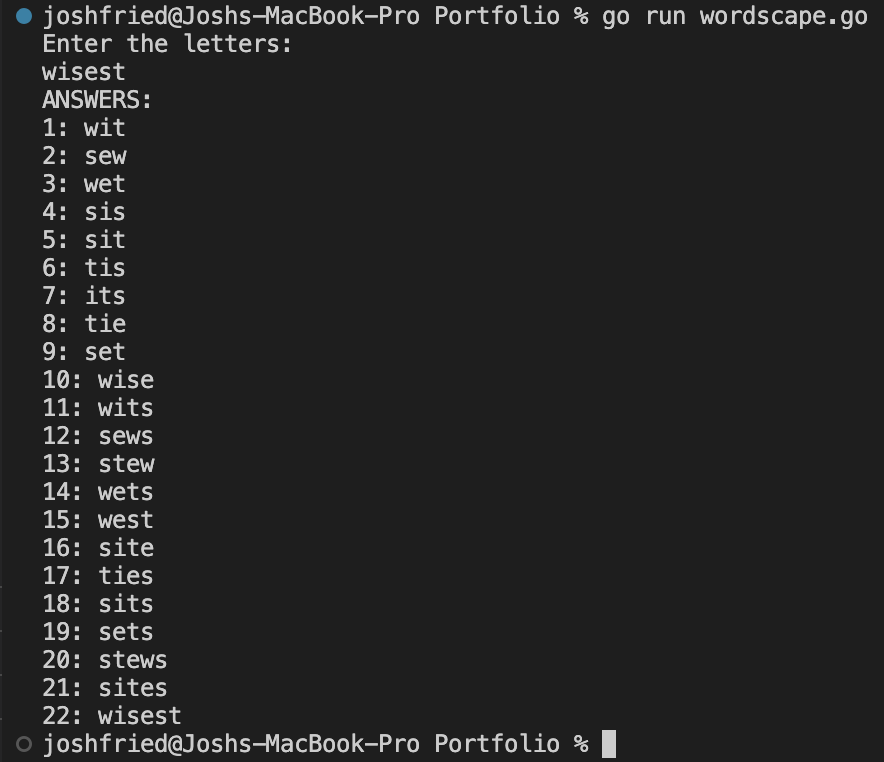 joshfried@Joshs-MacBook-Pro Portfolio % go run wordscape.go
Enter the letters:
wisest
ANSWERS:
1: wit
2: sew
3: wet
4: sis
5: sit
6: tis
7: its
8: tie
9: set
10: wise
11: wits
12: sews
13: stew
14: wets
15: west
16: site
17: ties
18: sits
19: sets
20: stews
21: sites
22: wisest
joshfried@Joshs-MacBook-Pro Portfolio %